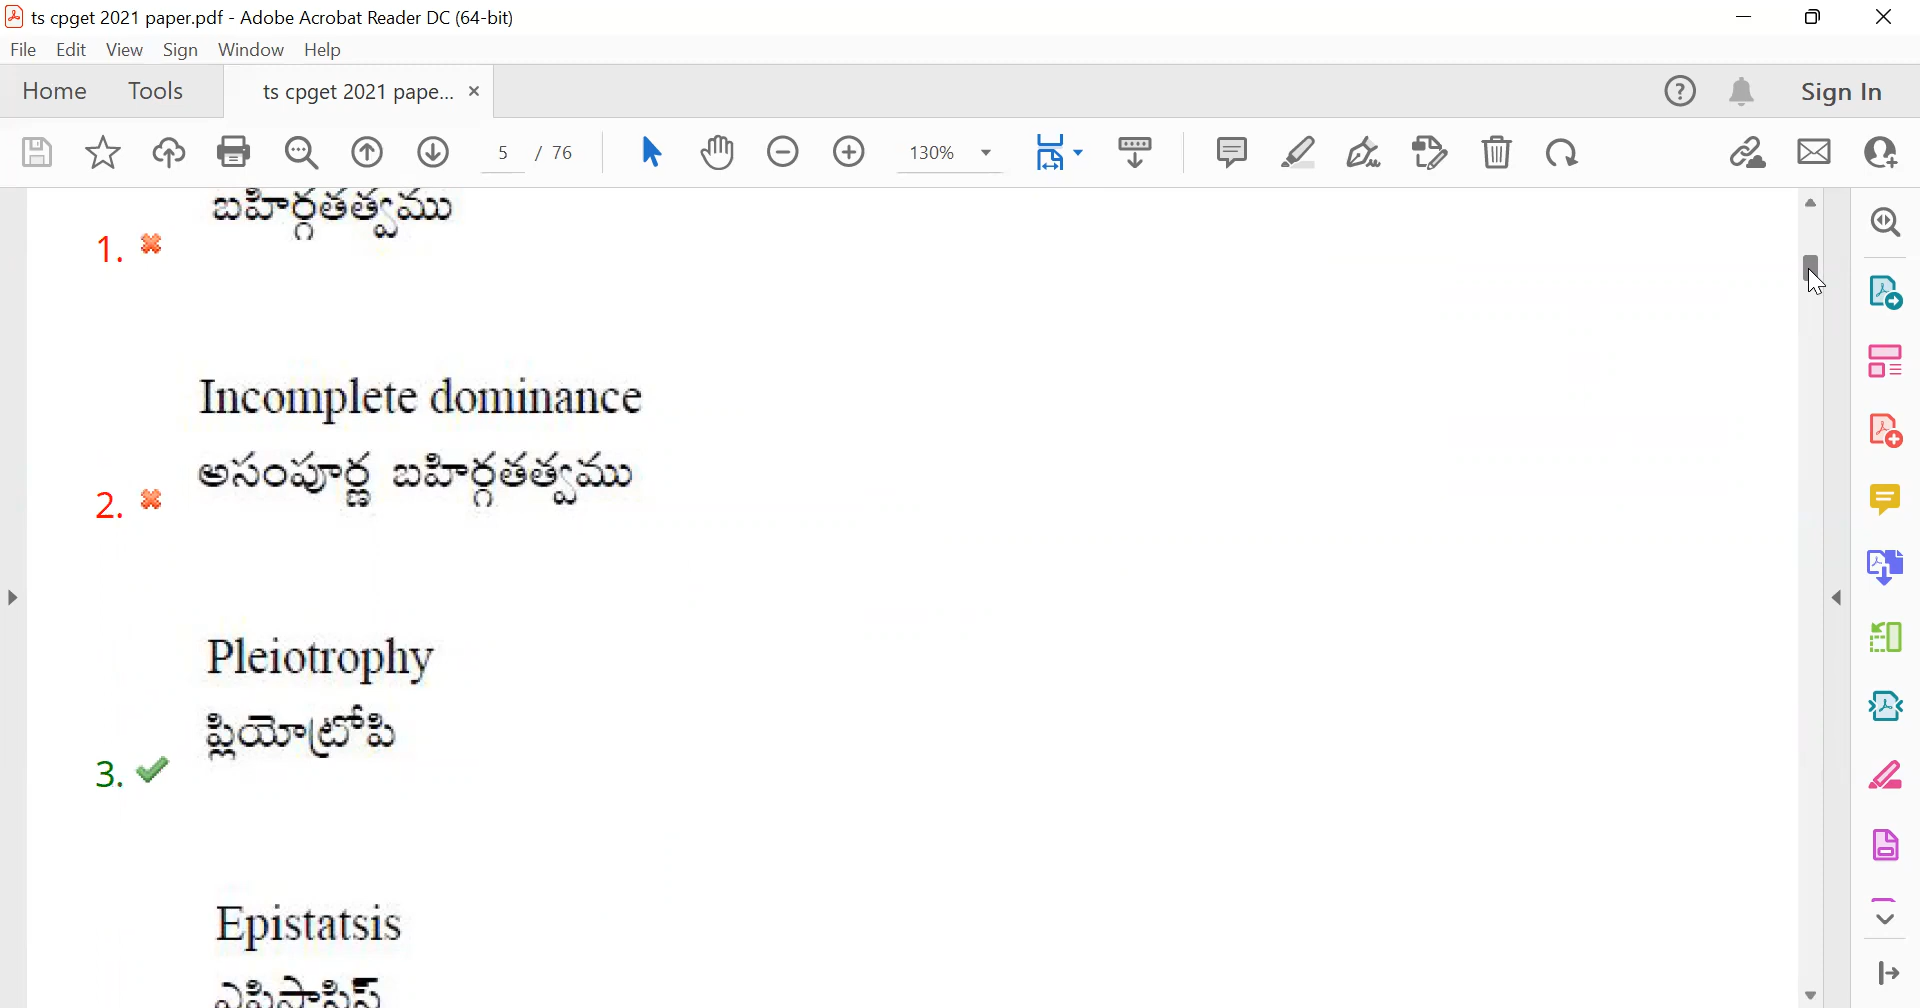 ts cpget 2021 paper.pdf - Adobe Acrobat Reader DC (64-bit)
File Edit View Sign Window Help
Home Tools ts cpget 2021 pape... Sign In
5 / 76 130%
బహిర్గతత్వము
1.
Incomplete dominance
అసంపూర్ణ బహిర్గతత్వము
2.
Pleiotrophy
ప్లియోట్రోపి
3.
Epistatsis